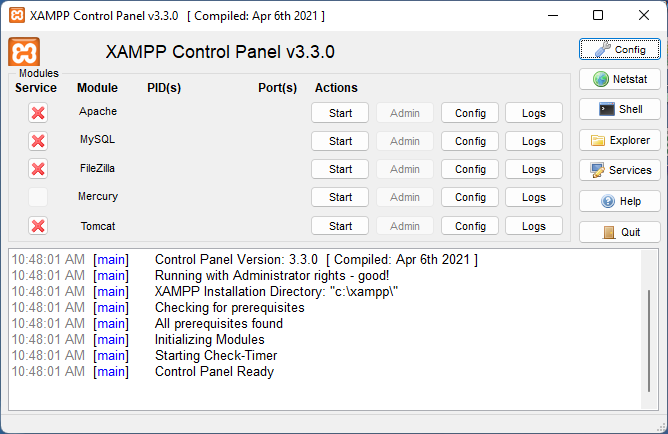 XAMPP Control Panel v3.3.0 [ Compiled: Apr 6th 2021 ]
XAMPP Control Panel v3.3.0
Config
Modules
Service Module PID(s) Port(s) Actions
Apache Start Admin Config Logs
Netstat
MySQL Start Admin Config Logs
Shell
FileZilla Start Admin Config Logs
Explorer
Mercury Start Admin Config Logs
Services
Tomcat Start Admin Config Logs
Help
Quit
10:48:01 AM [main] Control Panel Version: 3.3.0 [ Compiled: Apr 6th 2021 ]
10:48:01 AM [main] Running with Administrator rights - good!
10:48:01 AM [main] XAMPP Installation Directory: "c:\xampp\"
10:48:01 AM [main] Checking for prerequisites
10:48:01 AM [main] All prerequisites found
10:48:01 AM [main] Initializing Modules
10:48:01 AM [main] Starting Check-Timer
10:48:01 AM [main] Control Panel Ready